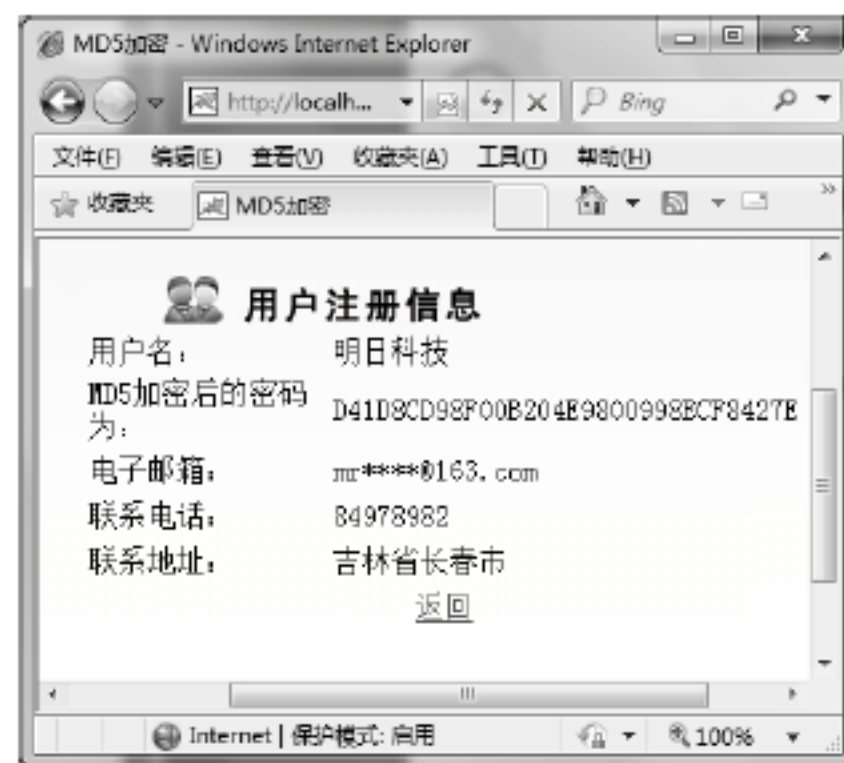 MD5加密 - Windows Internet Explorer
http://localh... Bing
文件(F) 编辑(E) 查看(V) 收藏夹(A) 工具(T) 帮助(H)
收藏夹 MD5加密
用户注册信息
用户名： 明日科技
MD5加密后的密码为： D41D8CD98F00B204E9800998ECF8427E
电子邮箱： mr****@163.com
联系电话： 84978982
联系地址： 吉林省长春市
返回
Internet | 保护模式: 启用 100%